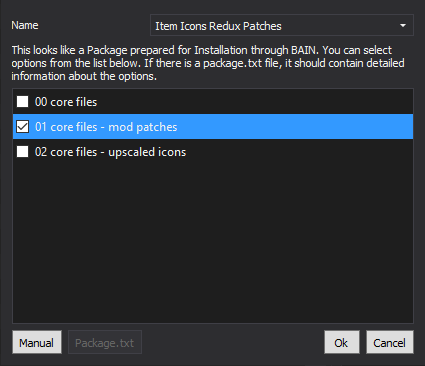 Name
Item Icons Redux Patches
This looks like a Package prepared for Installation through BAIN. You can select
options from the list below. If there is a package.txt file, it should contain detailed
information about the options.
00 core files
01 core files - mod patches
02 core files - upscaled icons
Manual
Package.txt
Ok
Cancel